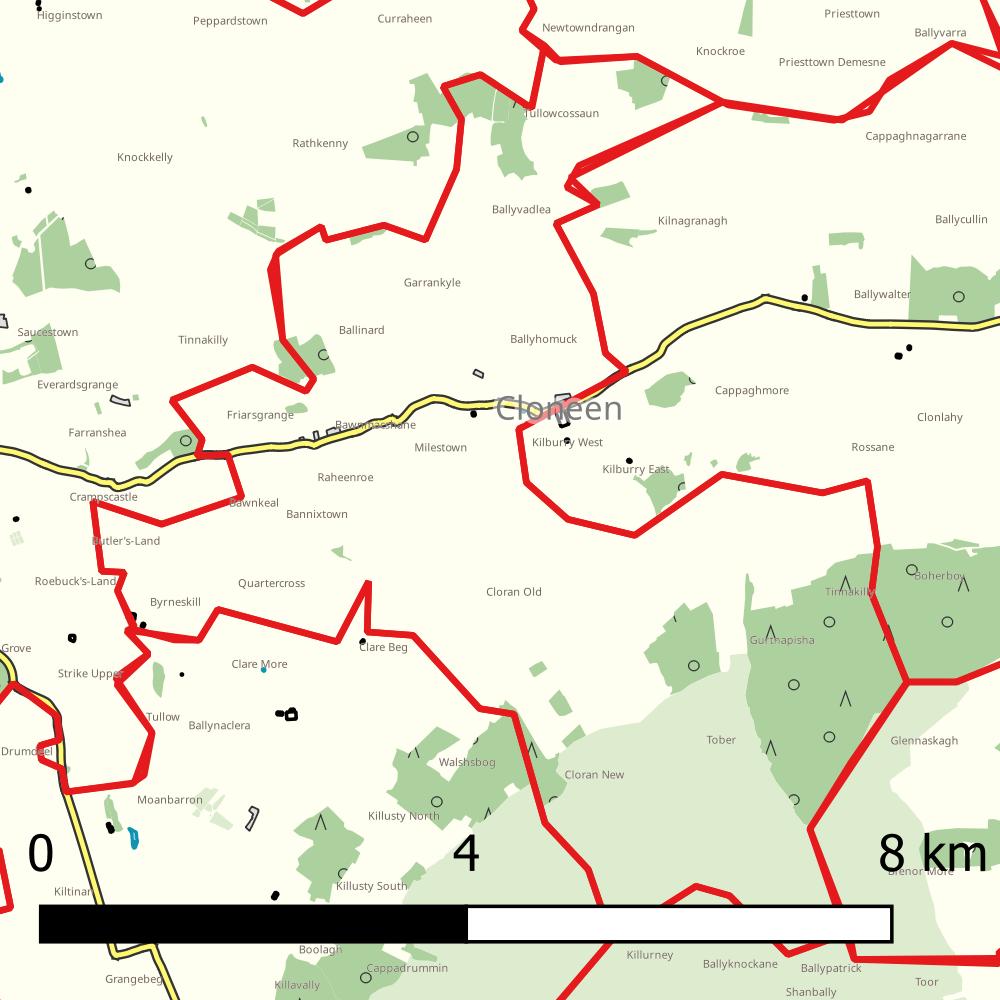 Higginstown
Peppardstown
Curraheen
Newtowndrangan
Priesttown
Ballyvarra
Knockroe
Priesttown Demesne
Tullowcossaun
Cappaghnagarrane
Rathkenny
Knockkelly
Ballyvadlea
Kilnagranagh
Ballycullin
Garrankyle
Ballywalter
Saucestown
Tinnakilly
Ballinard
Ballyhomuck
Everardsgrange
Cappaghmore
Friarsgrange
Cloneen
Bawnmacshane
Clonlahy
Farranshea
Milestown
Kilburry West
Rossane
Raheenroe
Kilburry East
Crampscastle
Bawnkeal
Bannixtown
Butler's-Land
Roebuck's-Land
Quartercross
Cloran Old
Tinnakilly
Boherboy
Byrneskill
Gurtnapisha
Grove
Clare Beg
Clare More
Strike Upper
Tullow
Ballynaclera
Tober
Glennaskagh
Drumdeel
Walshsbog
Cloran New
Moanbarron
Killusty North
0
4
8 km
Brenor More
Killusty South
Kiltinan
Boolagh
Killurney
Ballyknockane
Ballypatrick
Cappadrummin
Grangebeg
Killavally
Shanbally
Toor